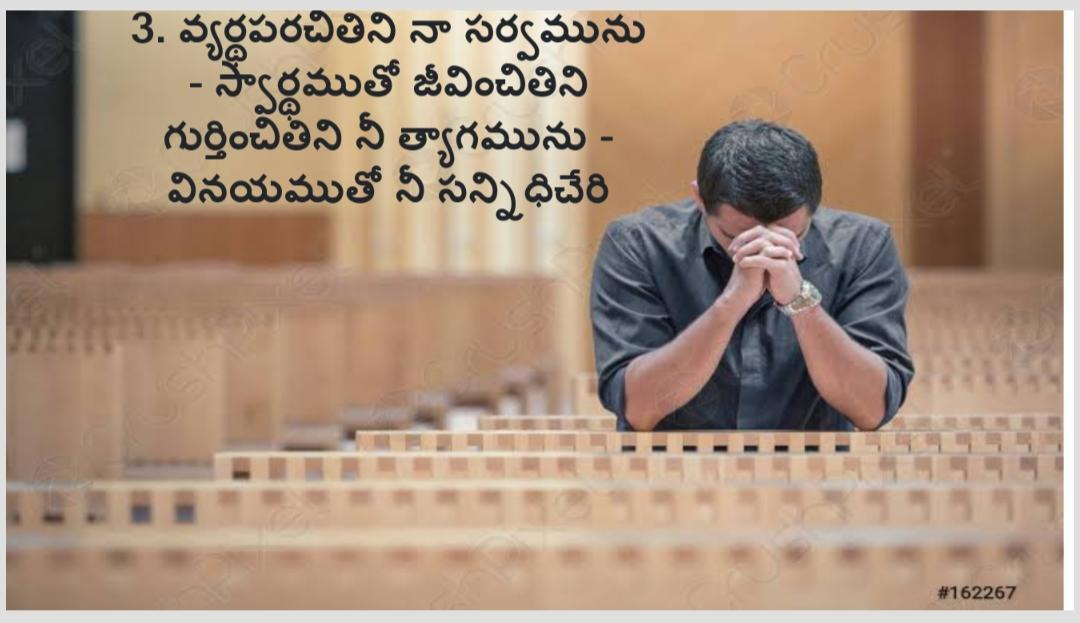 3. వ్యర్థపరచితిని నా సర్వమును
- స్వార్థముతో జీవించితిని
గుర్తించితిని నీ త్యాగమును -
వినయముతో నీ సన్నిధిచేరి
#162267